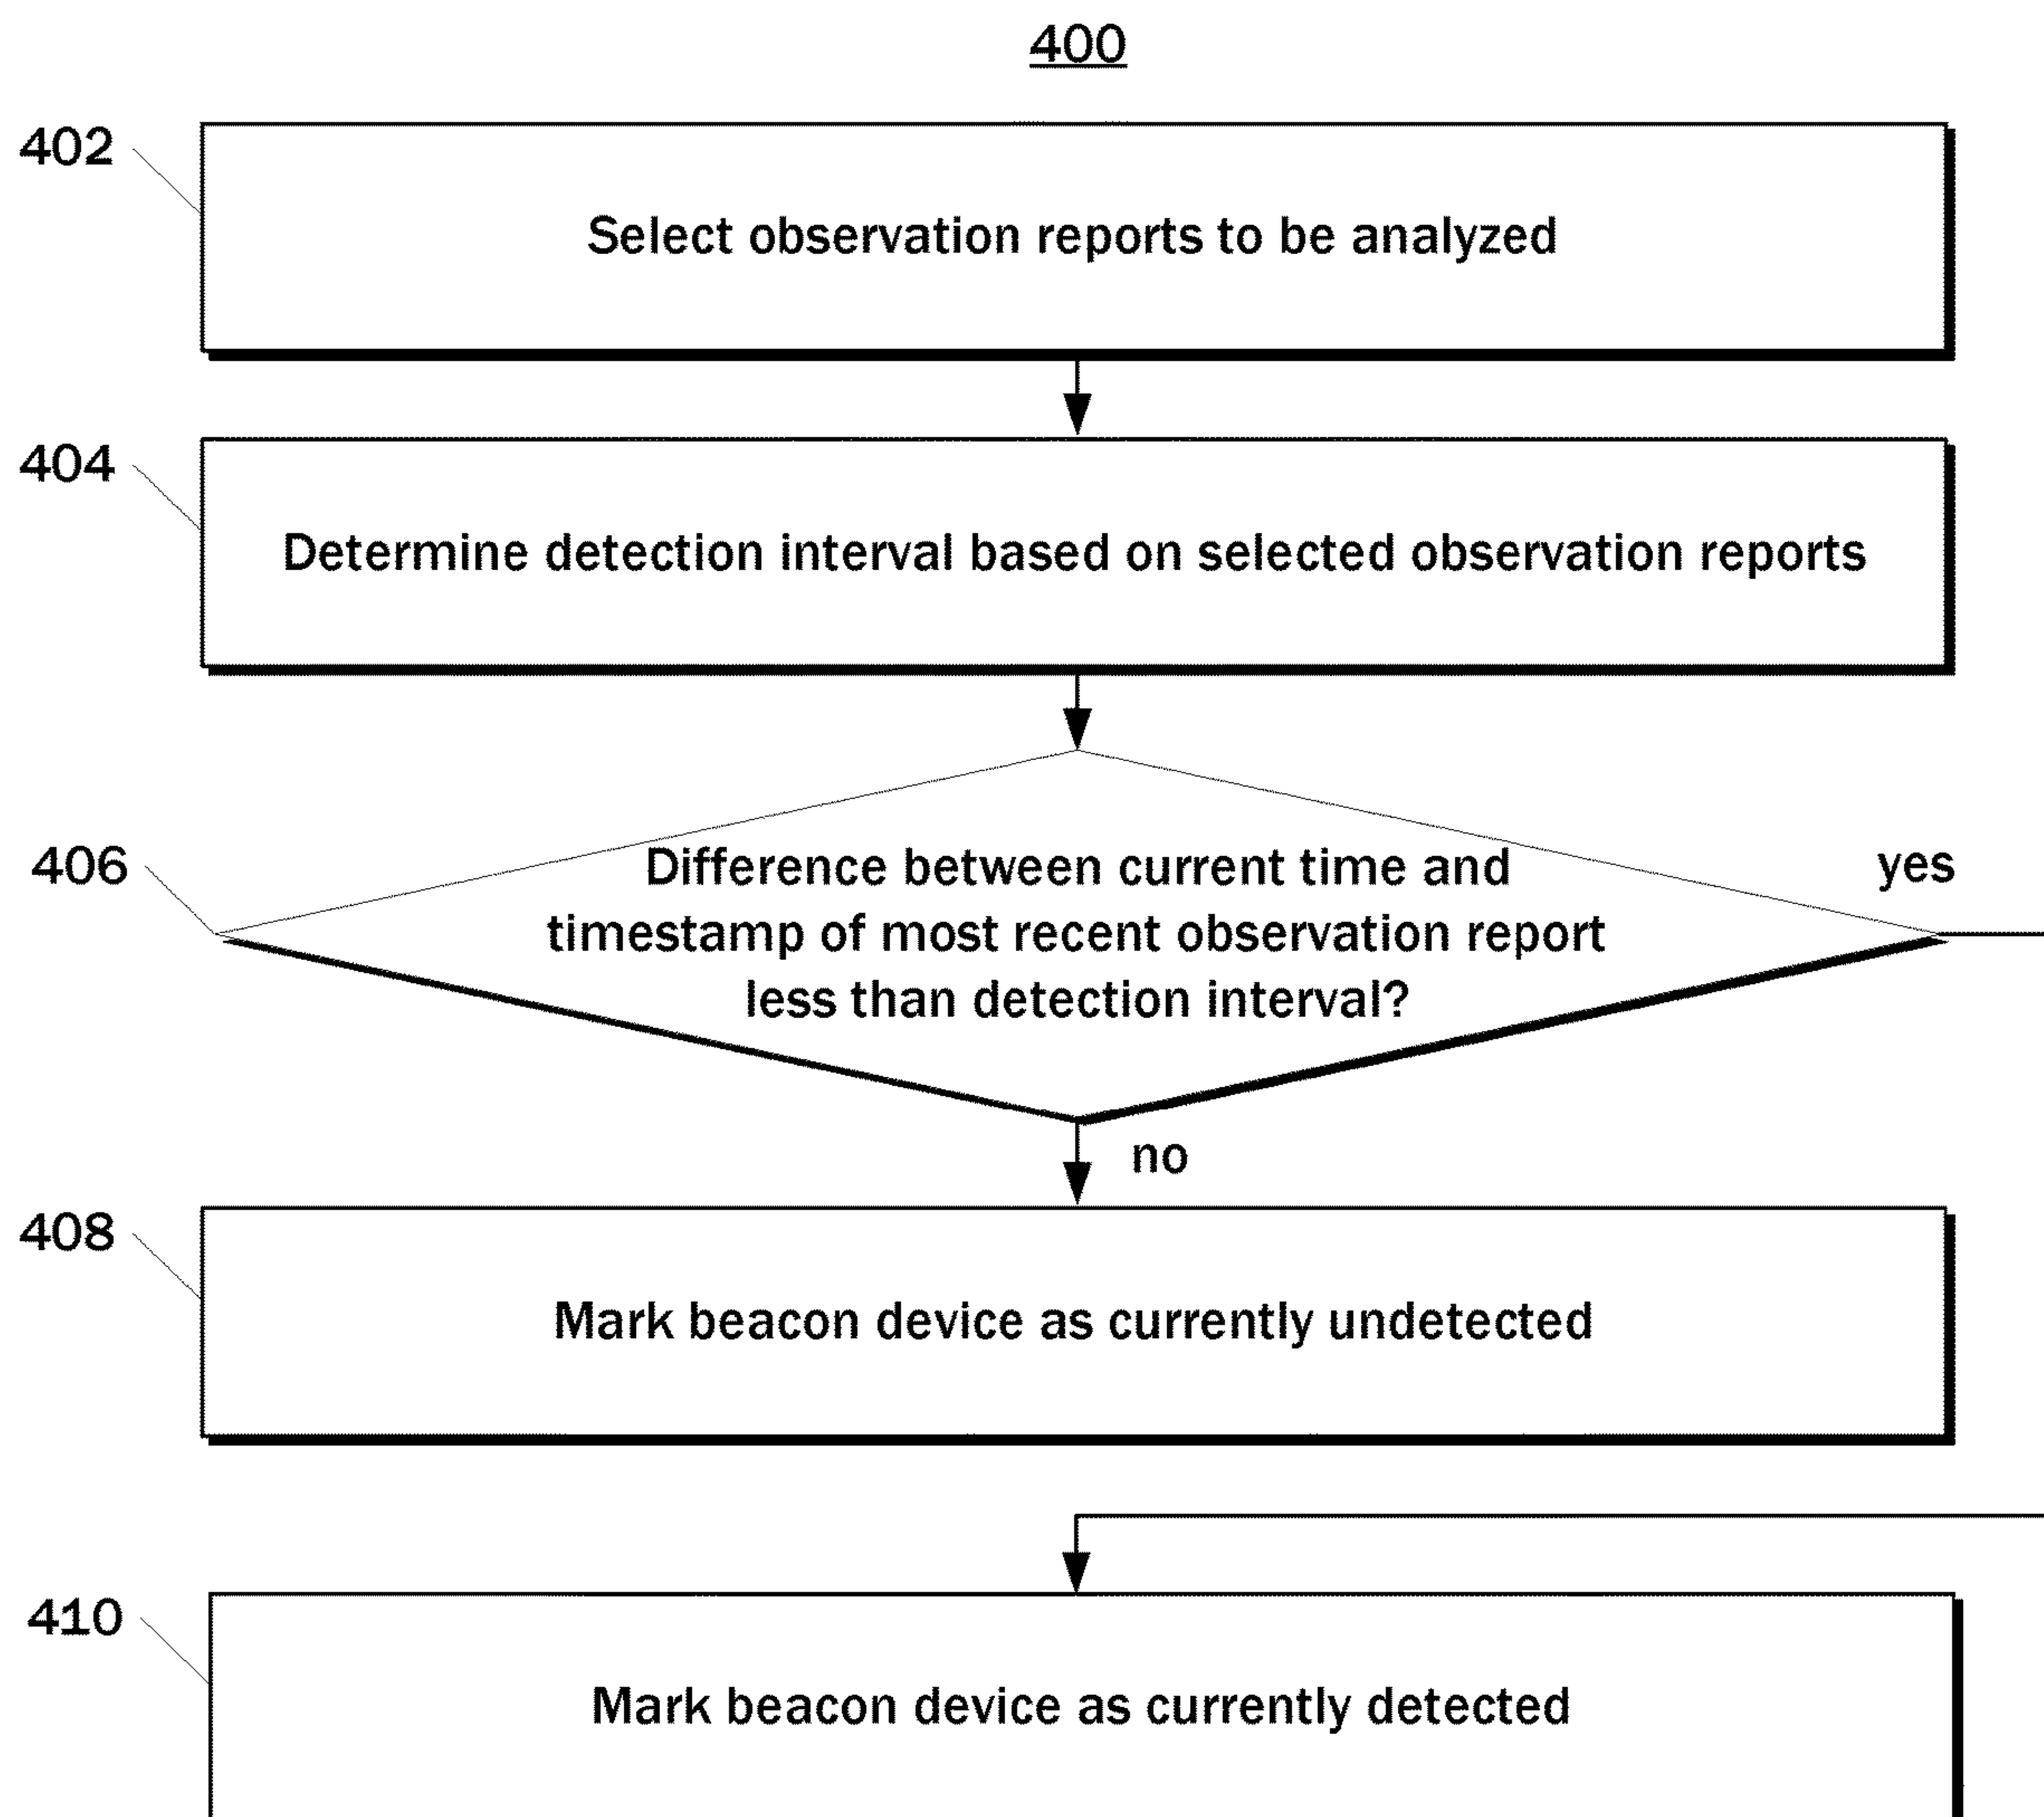 400
402
Select observation reports to be analyzed
404
Determine detection interval based on selected observation reports
406
Difference between current time and
timestamp of most recent observation report
less than detection interval?
yes
no
408
Mark beacon device as currently undetected
410
Mark beacon device as currently detected